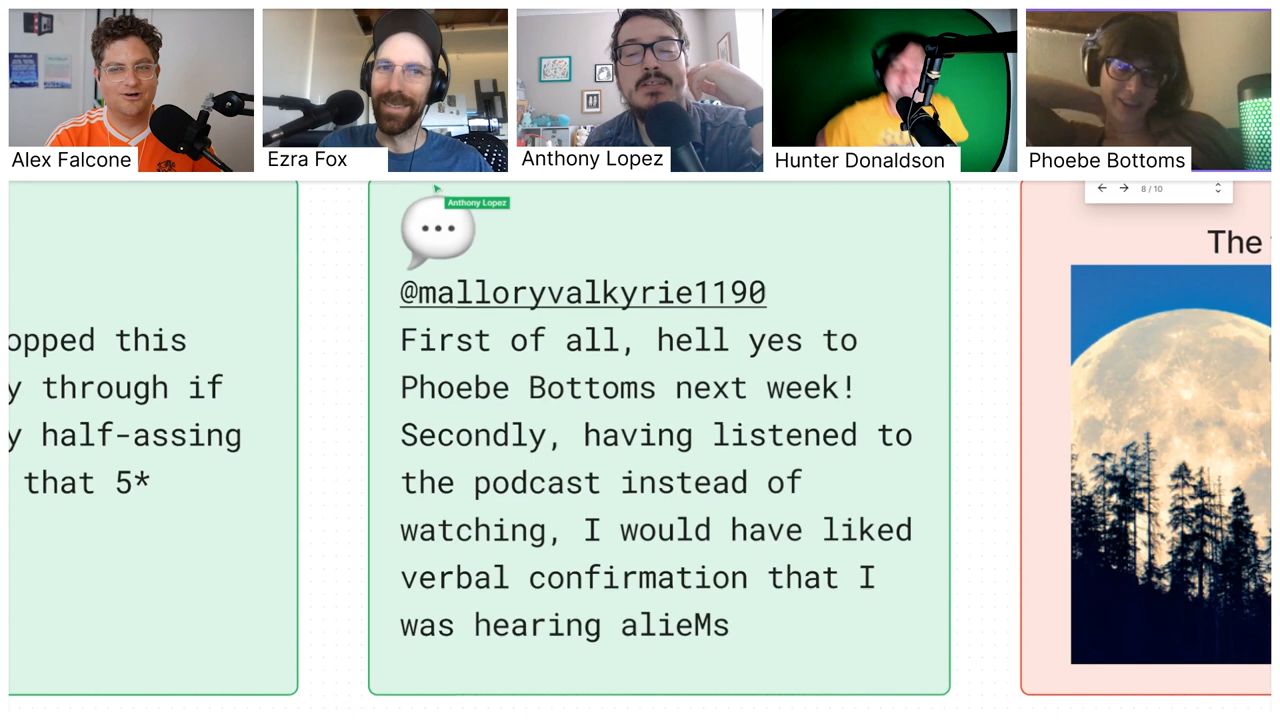 Alex Falcone
Ezra Fox
Anthony Lopez
Hunter Donaldson
Phoebe Bottoms
opped this
y through if
y half-assing
that 5*
Anthony Lopez
@malloryvalkyrie1190
First of all, hell yes to
Phoebe Bottoms next week!
Secondly, having listened to
the podcast instead of
watching, I would have liked
verbal confirmation that I
was hearing alieMs
8 / 10
The